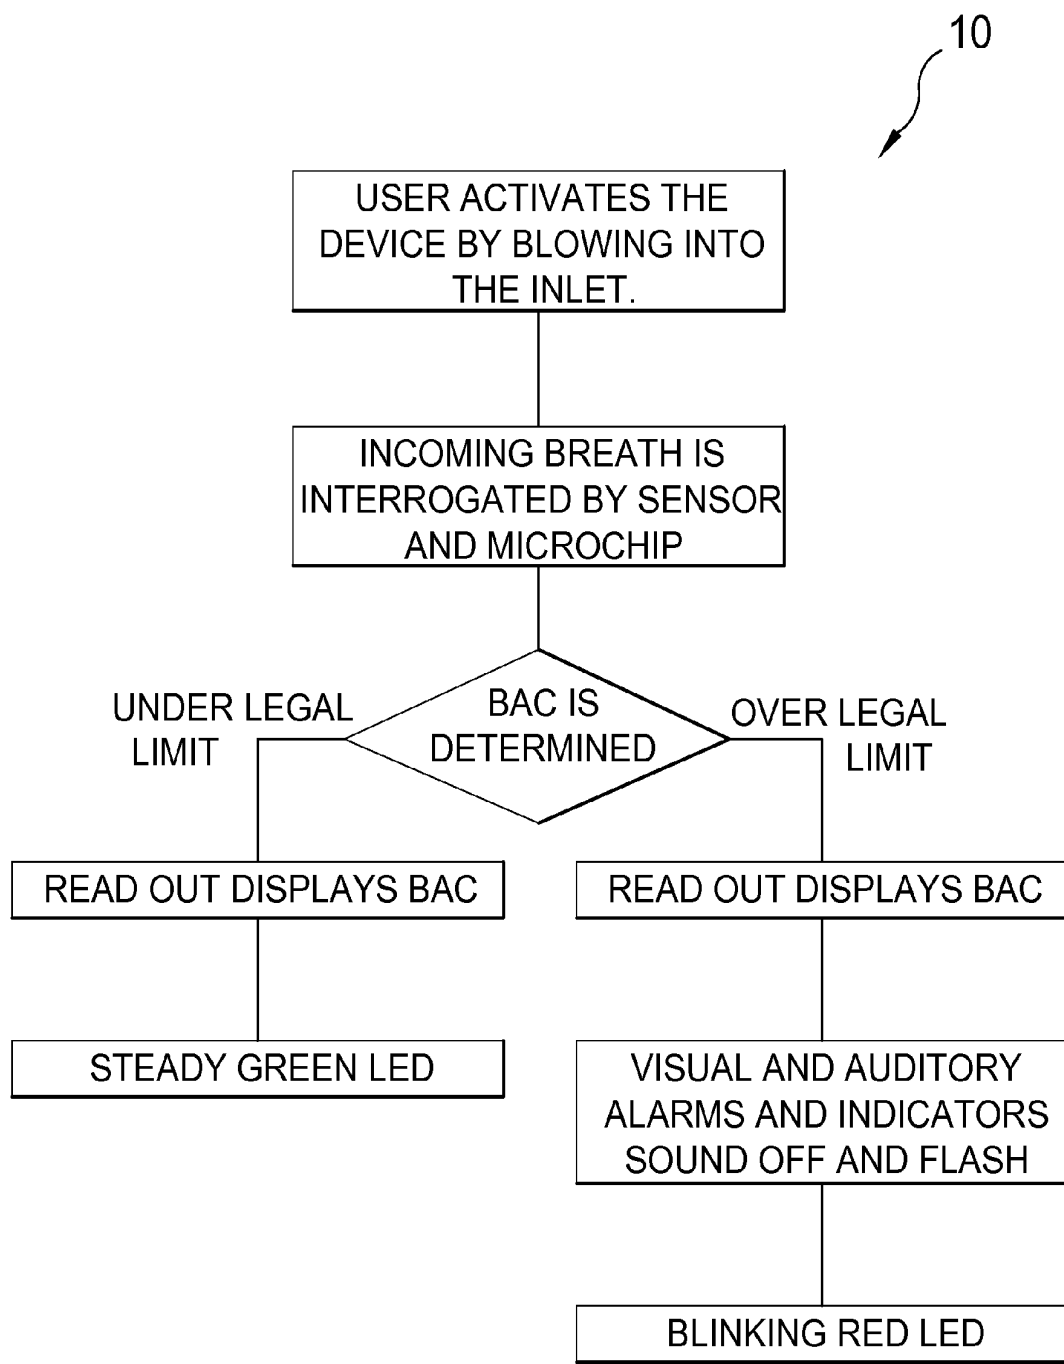 10
USER ACTIVATES THE
DEVICE BY BLOWING INTO
THE INLET.
INCOMING BREATH IS
INTERROGATED BY SENSOR
AND MICROCHIP
BAC IS
DETERMINED
UNDER LEGAL
LIMIT
OVER LEGAL
LIMIT
READ OUT DISPLAYS BAC
STEADY GREEN LED
READ OUT DISPLAYS BAC
VISUAL AND AUDITORY
ALARMS AND INDICATORS
SOUND OFF AND FLASH
BLINKING RED LED